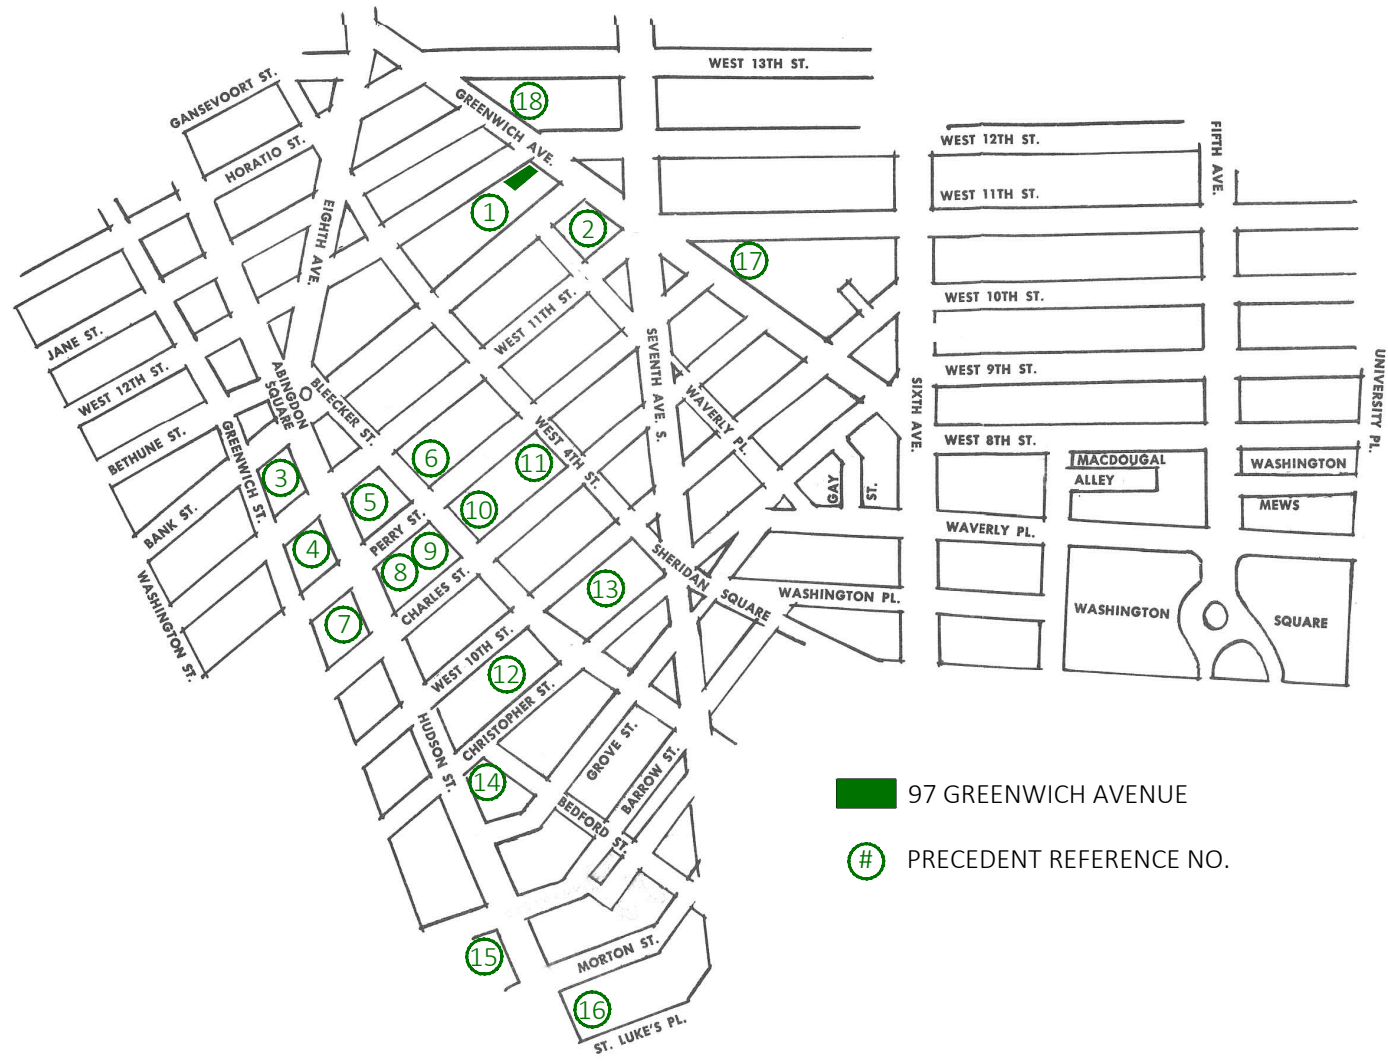 WEST 13TH ST.
GANSEVOORT ST.
GREENWICH AVE.
18
HORATIO ST.
WEST 12TH ST.
FIFTH AVE.
WEST 11TH ST.
1
2
EIGHTH AVE.
17
WEST 10TH ST.
WEST 11TH ST.
JANE ST.
SEVENTH AVE. S.
WEST 9TH ST.
UNIVERSITY PL.
WEST 12TH ST.
ABINGDON
SQUARE
BLEECKER ST.
WAVERLY PL.
SIXTH AVE.
WEST 8TH ST.
BETHUNE ST.
GREENWICH ST.
WEST 4TH ST.
6
11
3
MACDOUGAL
ALLEY
WASHINGTON
MEWS
GAY
ST.
5
10
BANK ST.
PERRY ST.
WAVERLY PL.
4
9
8
WASHINGTON ST.
CHARLES ST.
13
SHERIDAN
SQUARE
WASHINGTON PL.
WASHINGTON
SQUARE
7
WEST 10TH ST.
12
CHRISTOPHER ST.
HUDSON ST.
GROVE ST.
14
BARROW ST.
BEDFORD ST.
97 GREENWICH AVENUE
# PRECEDENT REFERENCE NO.
15
MORTON ST.
16
ST. LUKE'S PL.